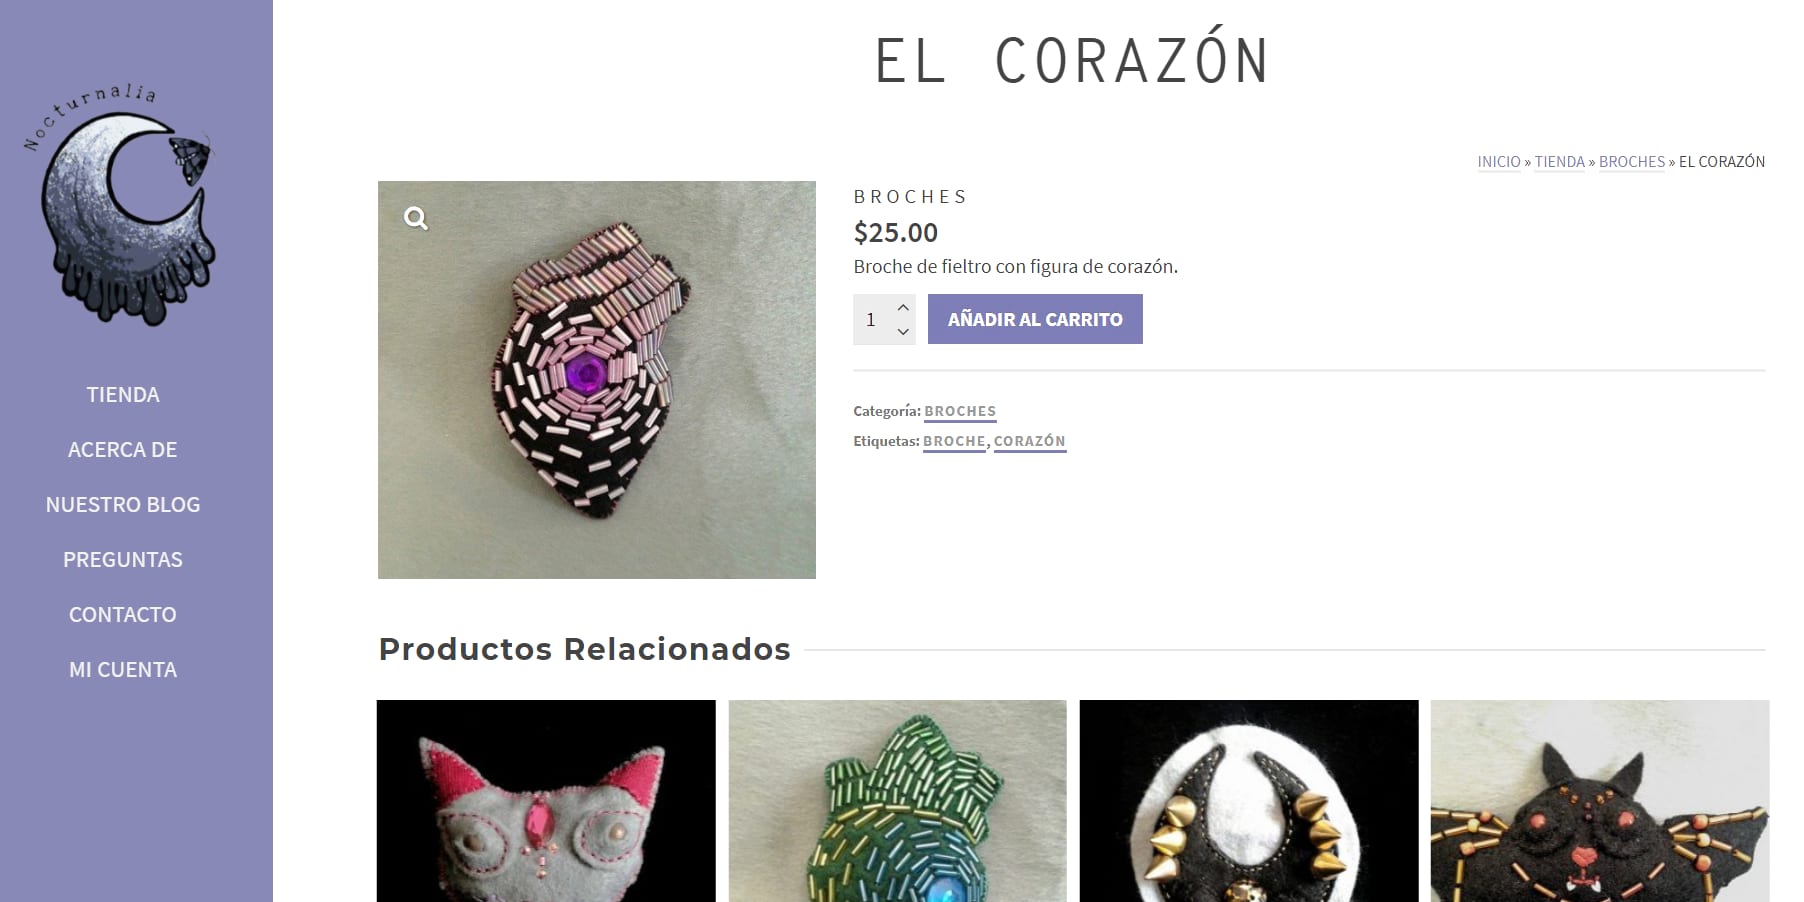 Nocturnalia
TIENDA
ACERCA DE
NUESTRO BLOG
PREGUNTAS
CONTACTO
MI CUENTA
EL CORAZÓN
INICIO » TIENDA » BROCHES » EL CORAZÓN
BROCHES
$25.00
Broche de fieltro con figura de corazón.
1
AÑADIR AL CARRITO
Categoría: BROCHES
Etiquetas: BROCHE, CORAZÓN
Productos Relacionados